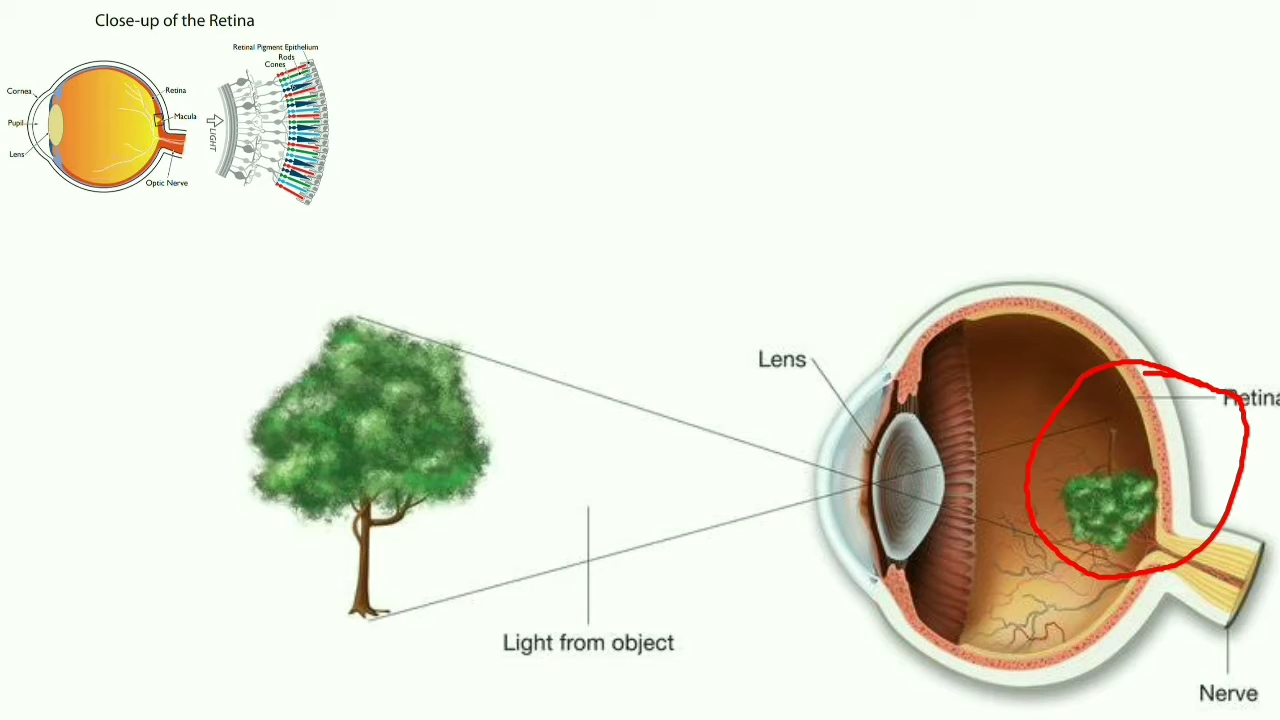 Close-up of the Retina
Retinal Pigment Epithelium
Rods
Cones
Cornea
Retina
Macula
Pupil
LIGHT
Lens
Optic Nerve
Lens
Retina
Light from object
Nerve